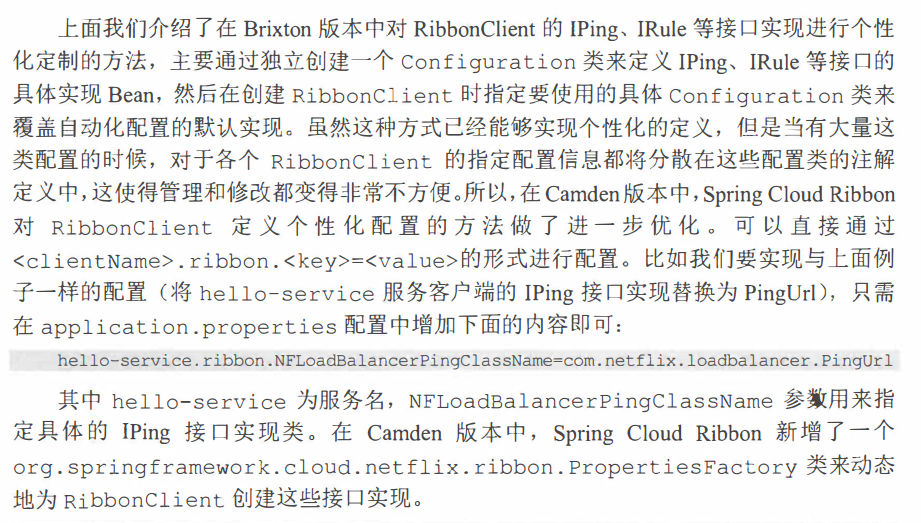 上面我们介绍了在 Brixton 版本中对 RibbonClient 的 IPing、IRule 等接口实现进行个性
化定制的方法，主要通过独立创建一个 Configuration 类来定义 IPing、IRule 等接口的
具体实现 Bean，然后在创建 RibbonClient 时指定要使用的具体 Configuration 类来
覆盖自动化配置的默认实现。虽然这种方式已经能够实现个性化的定义，但是当有大量这
类配置的时候，对于各个 RibbonClient 的指定配置信息都将分散在这些配置类的注解
定义中，这使得管理和修改都变得非常不方便。所以，在 Camden 版本中，Spring Cloud Ribbon
对 RibbonClient 定义个性化配置的方法做了进一步优化。可以直接通过
<clientName>.ribbon.<key>=<value>的形式进行配置。比如我们要实现与上面例
子一样的配置（将 hello-service 服务客户端的 IPing 接口实现替换为 PingUrl），只需
在 application.properties 配置中增加下面的内容即可：
hello-service.ribbon.NFLoadBalancerPingClassName=com.netflix.loadbalancer.PingUrl
其中 hello-service 为服务名，NFLoadBalancerPingClassName 参数用来指
定具体的 IPing 接口实现类。在 Camden 版本中，Spring Cloud Ribbon 新增了一个
org.springframework.cloud.netflix.ribbon.PropertiesFactory 类来动态
地为 RibbonClient 创建这些接口实现。